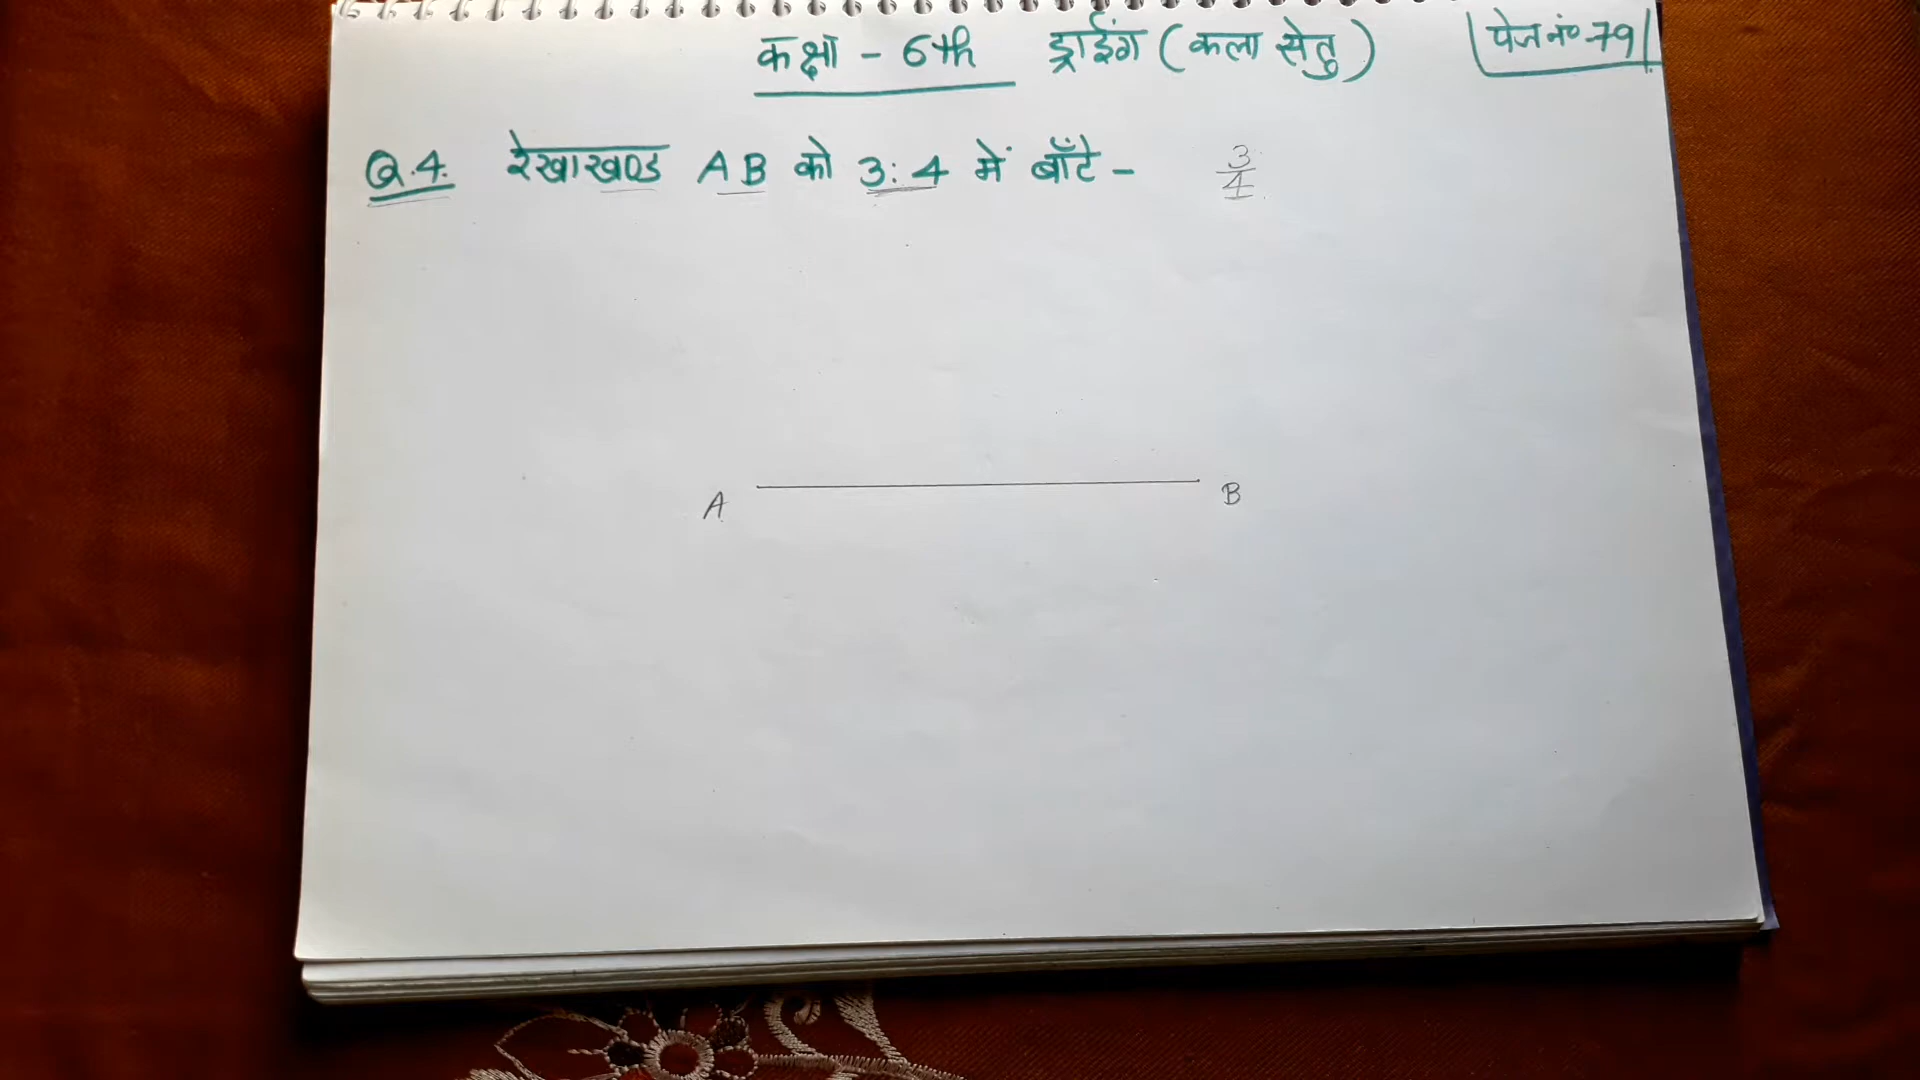 कक्षा - 6th ड्राईंग (कला सेतु)
पेज नं० 79
Q.4. रेखाखण्ड AB को 3:4 में बाँटे - 3/4
A B